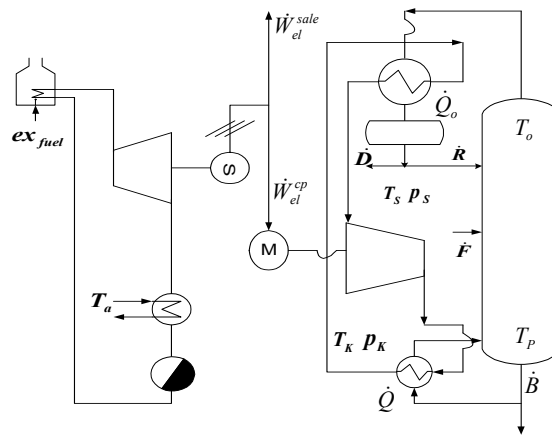 Ẇ_el^sale
Q̇_o
T_o
ex_fuel
S
Ḋ
Ṙ
T_S p_S
Ẇ_el^cp
M
Ḟ
T_a
T_K p_K
T_P
Q̇
Ḃ